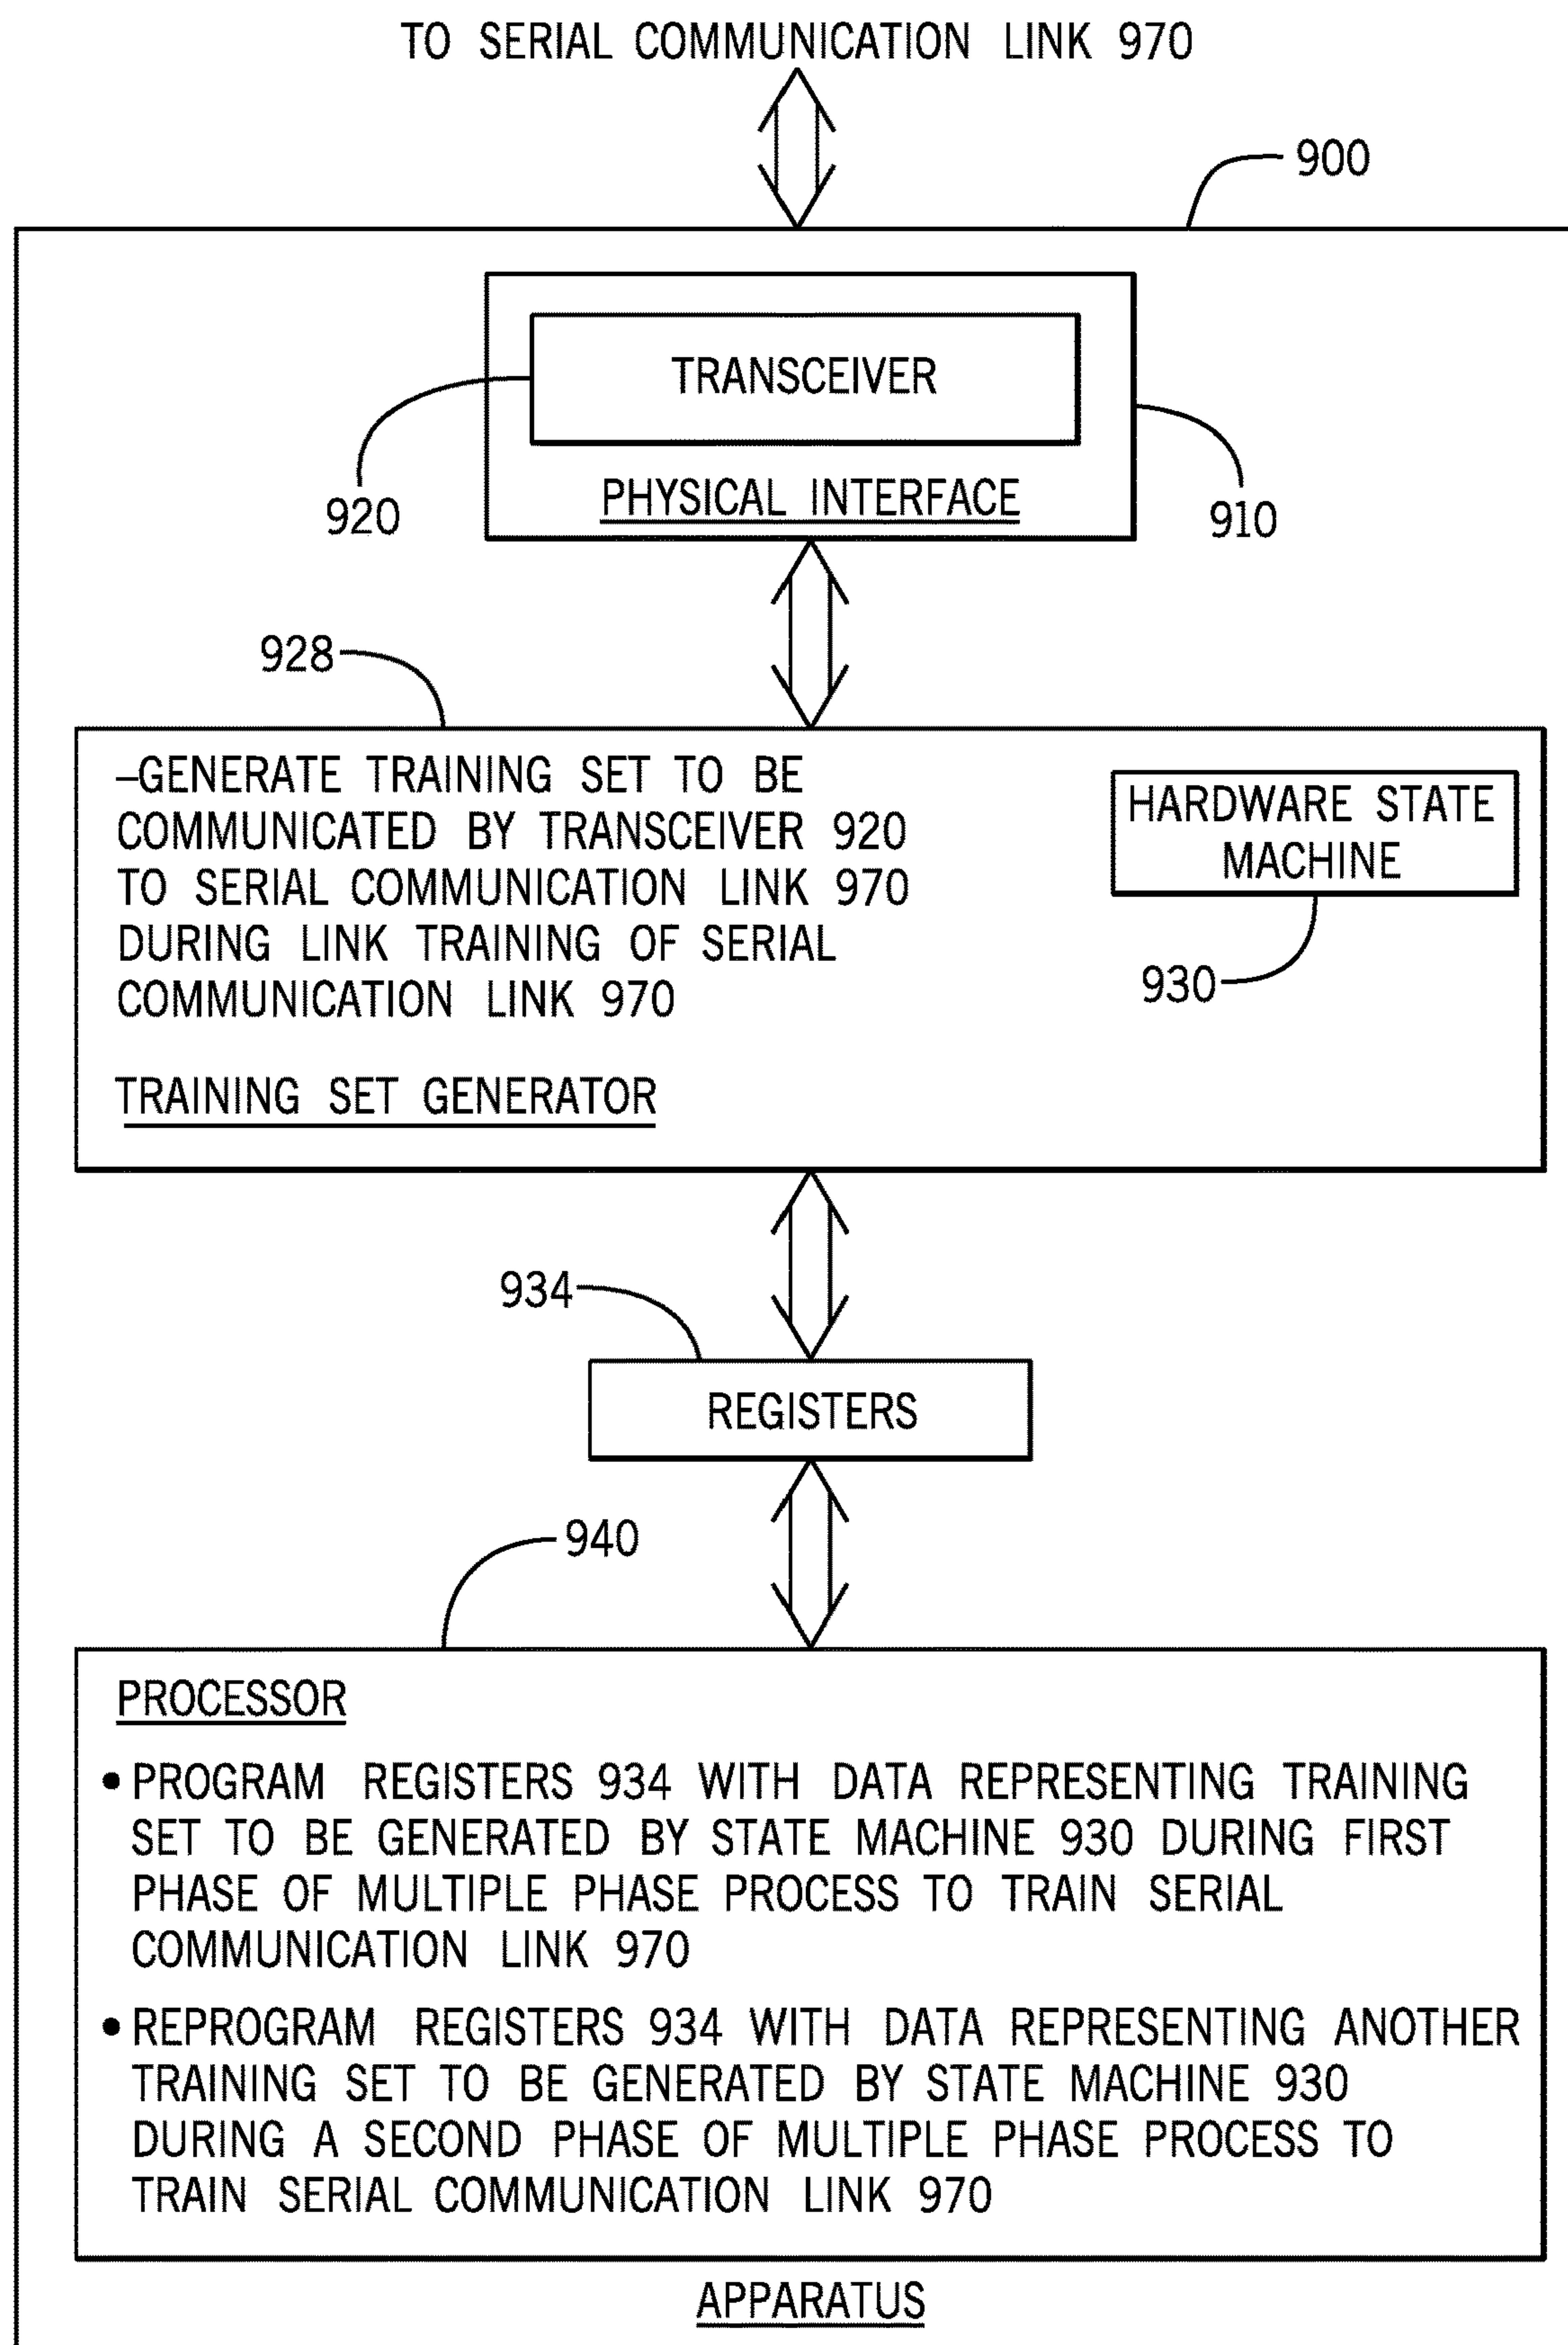 TO SERIAL COMMUNICATION LINK 970
900
TRANSCEIVER
PHYSICAL INTERFACE
920
910
928
–GENERATE TRAINING SET TO BE
COMMUNICATED BY TRANSCEIVER 920
TO SERIAL COMMUNICATION LINK 970
DURING LINK TRAINING OF SERIAL
COMMUNICATION LINK 970
HARDWARE STATE
MACHINE
930
TRAINING SET GENERATOR
934
REGISTERS
940
PROCESSOR
• PROGRAM REGISTERS 934 WITH DATA REPRESENTING TRAINING
SET TO BE GENERATED BY STATE MACHINE 930 DURING FIRST
PHASE OF MULTIPLE PHASE PROCESS TO TRAIN SERIAL
COMMUNICATION LINK 970
• REPROGRAM REGISTERS 934 WITH DATA REPRESENTING ANOTHER
TRAINING SET TO BE GENERATED BY STATE MACHINE 930
DURING A SECOND PHASE OF MULTIPLE PHASE PROCESS TO
TRAIN SERIAL COMMUNICATION LINK 970
APPARATUS